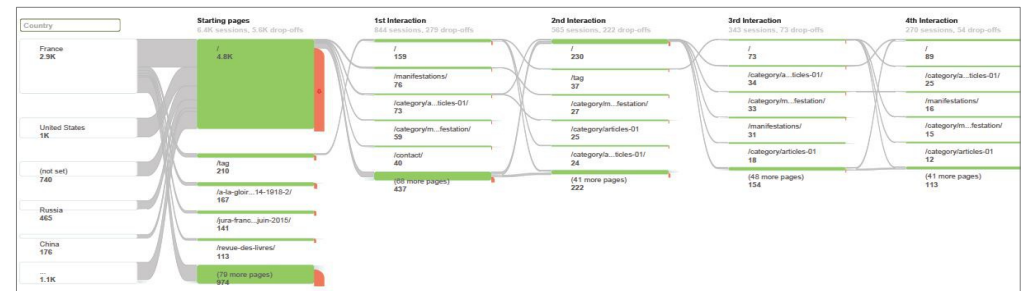 Country
France
2.9K
United States
1K
(not set)
740
Russia
465
China
176
...
1.1K
Starting pages
6.4K sessions, 5.6K drop-offs
/
4.8K
/tag
210
/a-la-gloir...14-1918-2/
167
/jura-franc...juin-2015/
141
/revue-des-livres/
113
(79 more pages)
974
1st Interaction
844 sessions, 279 drop-offs
/
159
/manifestations/
76
/category/a...ticles-01/
73
/category/m...festation/
59
/contact/
40
(68 more pages)
437
2nd Interaction
565 sessions, 222 drop-offs
/
230
/tag
37
/category/m...festation/
27
/category/articles-01
25
/category/a...ticles-01/
24
(41 more pages)
222
3rd Interaction
343 sessions, 73 drop-offs
/
73
/category/a...ticles-01/
34
/category/m...festation/
33
/manifestations/
31
/category/articles-01
18
(48 more pages)
154
4th Interaction
270 sessions, 54 drop-offs
/
89
/category/a...ticles-01/
25
/manifestations/
16
/category/m...festation/
15
/category/articles-01
12
(41 more pages)
113